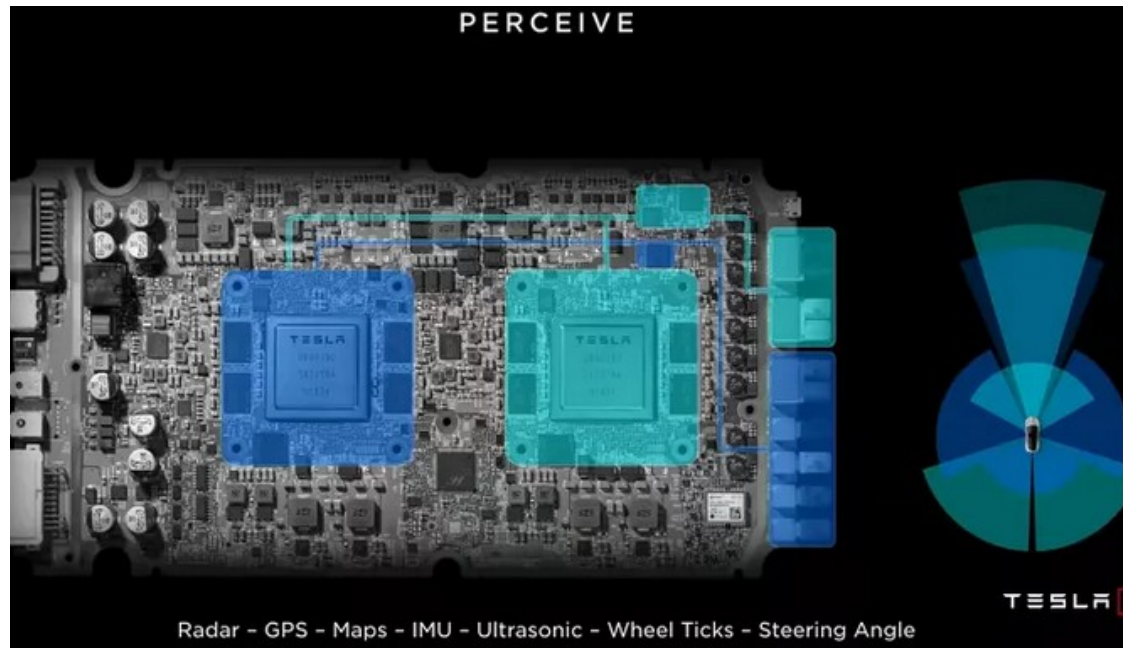 PERCEIVE
TESLA
TESLA
TESLA
Radar – GPS – Maps – IMU – Ultrasonic – Wheel Ticks – Steering Angle